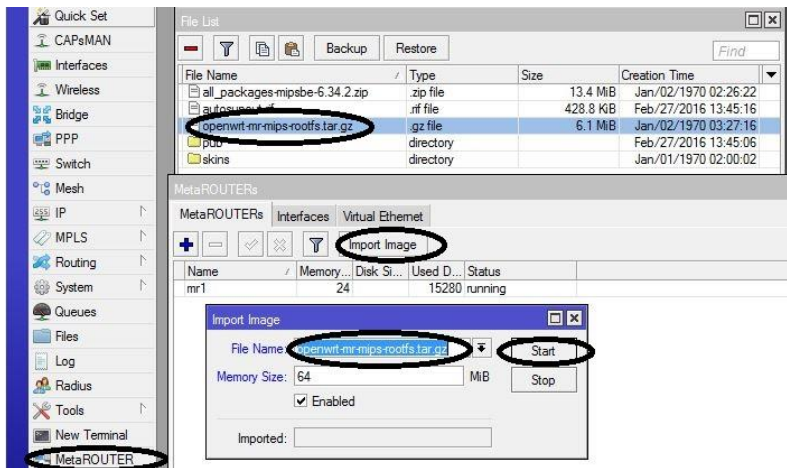 Quick Set
CAPsMAN
Interfaces
Wireless
Bridge
PPP
Switch
Mesh
IP
MPLS
Routing
System
Queues
Files
Log
Radius
Tools
New Terminal
MetaROUTER
File List
Backup Restore Find
File Name Type Size Creation Time
all_packages-mipsbe-6.34.2.zip .zip file 13.4 MiB Jan/02/1970 02:26:22
.rif file 428.8 KiB Feb/27/2016 13:45:16
openwrt-mr-mips-rootfs.tar.gz .gz file 6.1 MiB Jan/02/1970 03:27:16
pub directory Feb/27/2016 13:45:06
skins directory Jan/01/1970 02:00:02
MetaROUTERs
MetaROUTERs Interfaces Virtual Ethernet
Import Image
Name Memory... Disk Si... Used D... Status
mr1 24 15280 running
Import Image
File Name: openwrt-mr-mips-rootfs.tar.gz Start
Memory Size: 64 MiB Stop
Enabled
Imported: